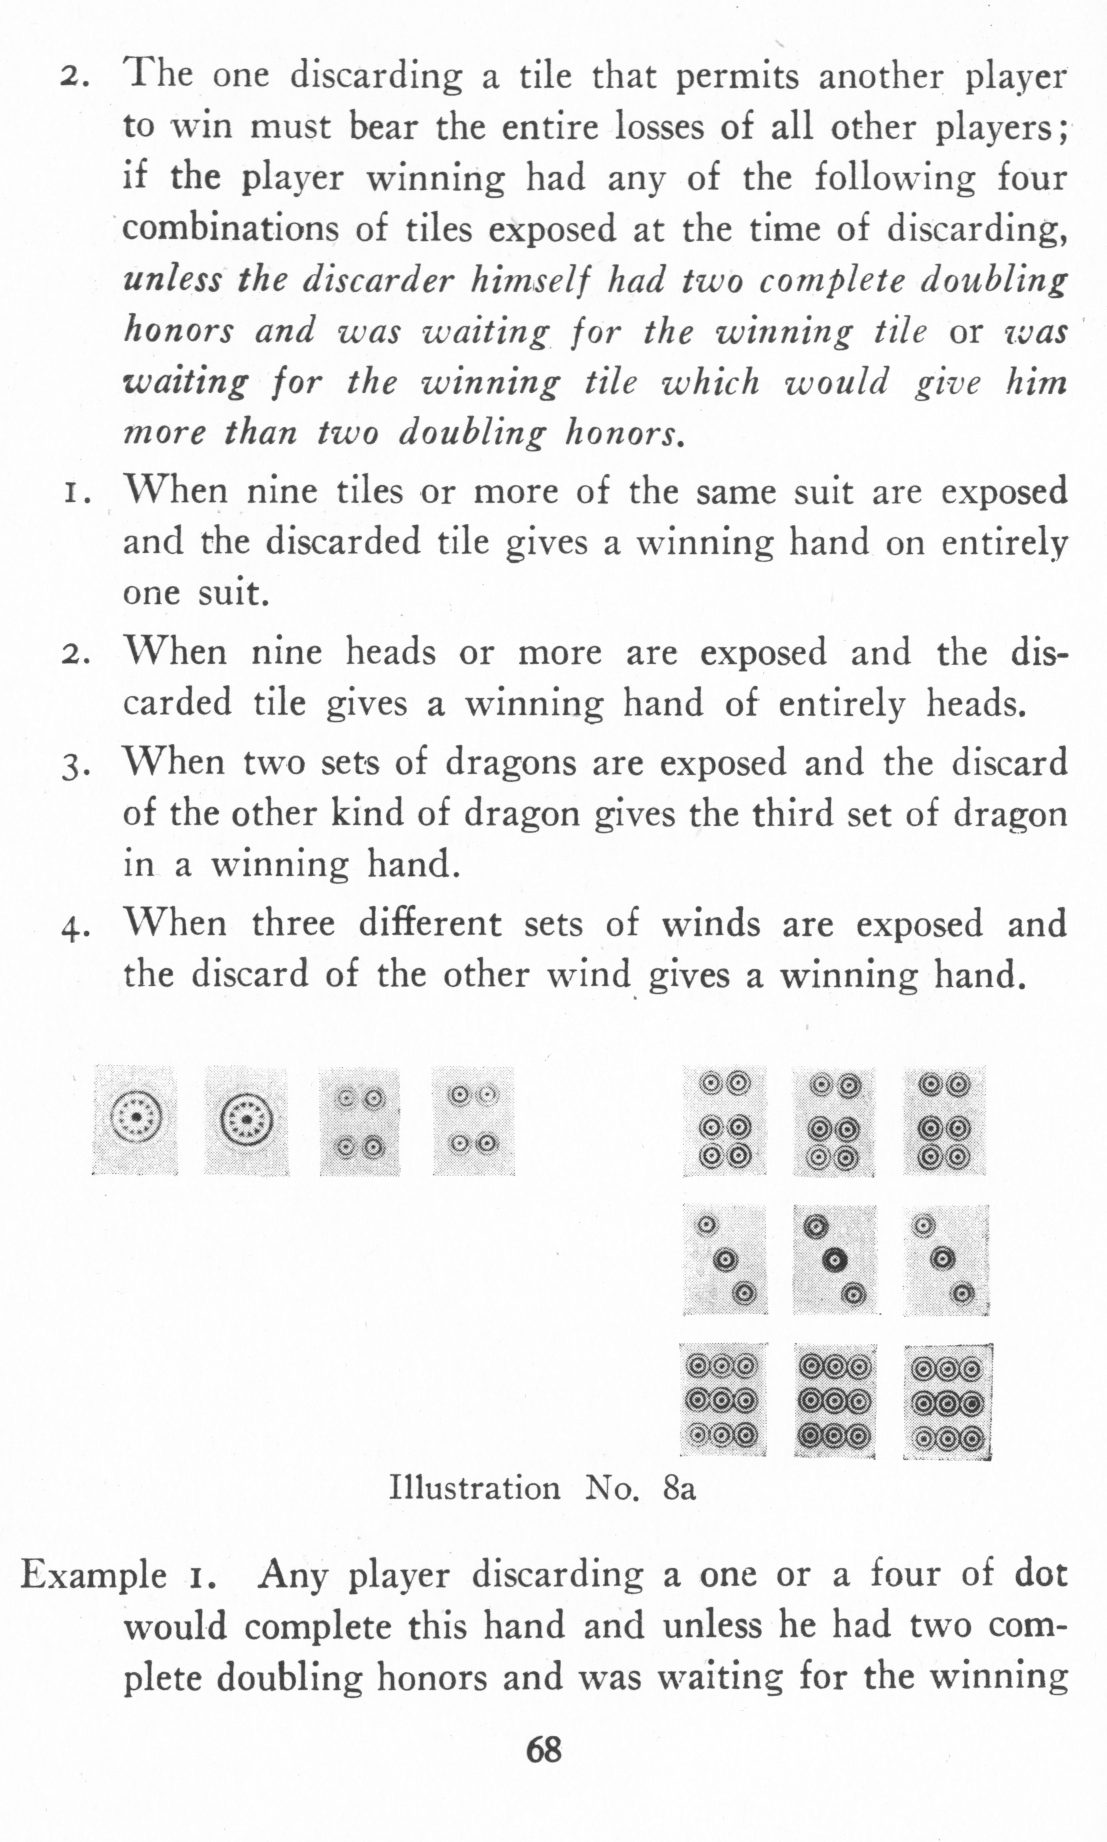 2. The one discarding a tile that permits another player
to win must bear the entire losses of all other players;
if the player winning had any of the following four
combinations of tiles exposed at the time of discarding,
unless the discarder himself had two complete doubling
honors and was waiting for the winning tile or was
waiting for the winning tile which would give him
more than two doubling honors.
1. When nine tiles or more of the same suit are exposed
and the discarded tile gives a winning hand on entirely
one suit.
2. When nine heads or more are exposed and the dis-
carded tile gives a winning hand of entirely heads.
3. When two sets of dragons are exposed and the discard
of the other kind of dragon gives the third set of dragon
in a winning hand.
4. When three different sets of winds are exposed and
the discard of the other wind gives a winning hand.
Illustration No. 8a
Example 1. Any player discarding a one or a four of dot
would complete this hand and unless he had two com-
plete doubling honors and was waiting for the winning
68